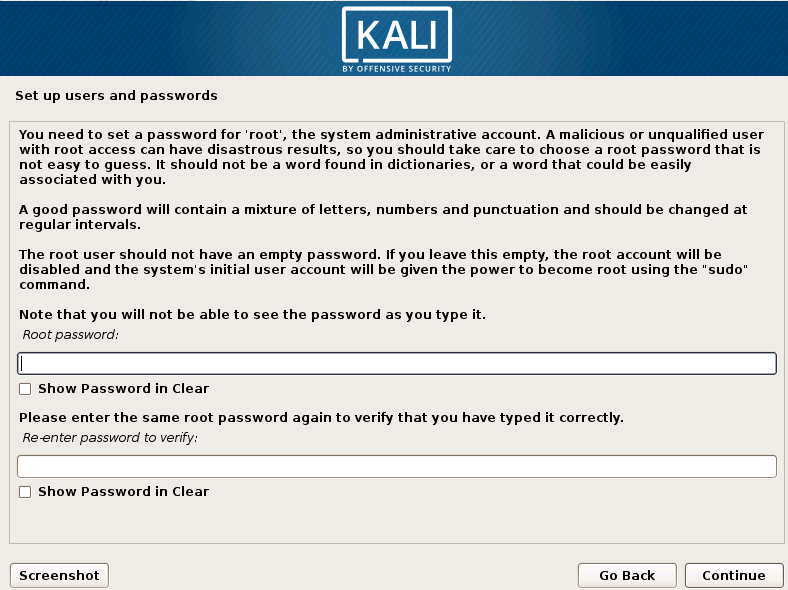 KALI
BY OFFENSIVE SECURITY
Set up users and passwords
You need to set a password for 'root', the system administrative account. A malicious or unqualified user
with root access can have disastrous results, so you should take care to choose a root password that is
not easy to guess. It should not be a word found in dictionaries, or a word that could be easily
associated with you.
A good password will contain a mixture of letters, numbers and punctuation and should be changed at
regular intervals.
The root user should not have an empty password. If you leave this empty, the root account will be
disabled and the system's initial user account will be given the power to become root using the "sudo"
command.
Note that you will not be able to see the password as you type it.
Root password:
Show Password in Clear
Please enter the same root password again to verify that you have typed it correctly.
Re-enter password to verify:
Show Password in Clear
Screenshot
Go Back
Continue